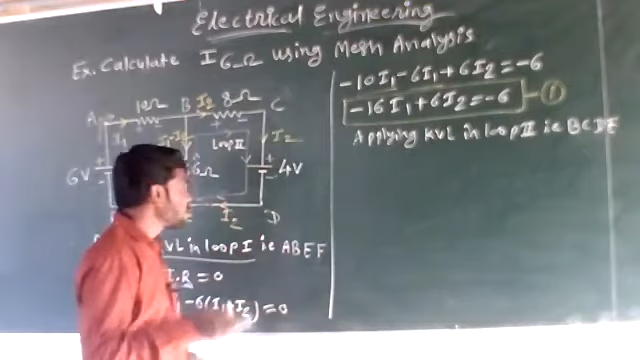 Electrical Engineering
Ex. Calculate I6Ω using Mesh Analysis
A 10Ω B I2 8Ω C
I1
Loop II I2
6V 6Ω 4V
I2 D
KVL in loop I ie ABEF
I.R = 0
-6(I1+I2) = 0
-10I1-6I1+6I2=-6
-16I1+6I2=-6 ①
Applying KVL in loop II ie BCDE